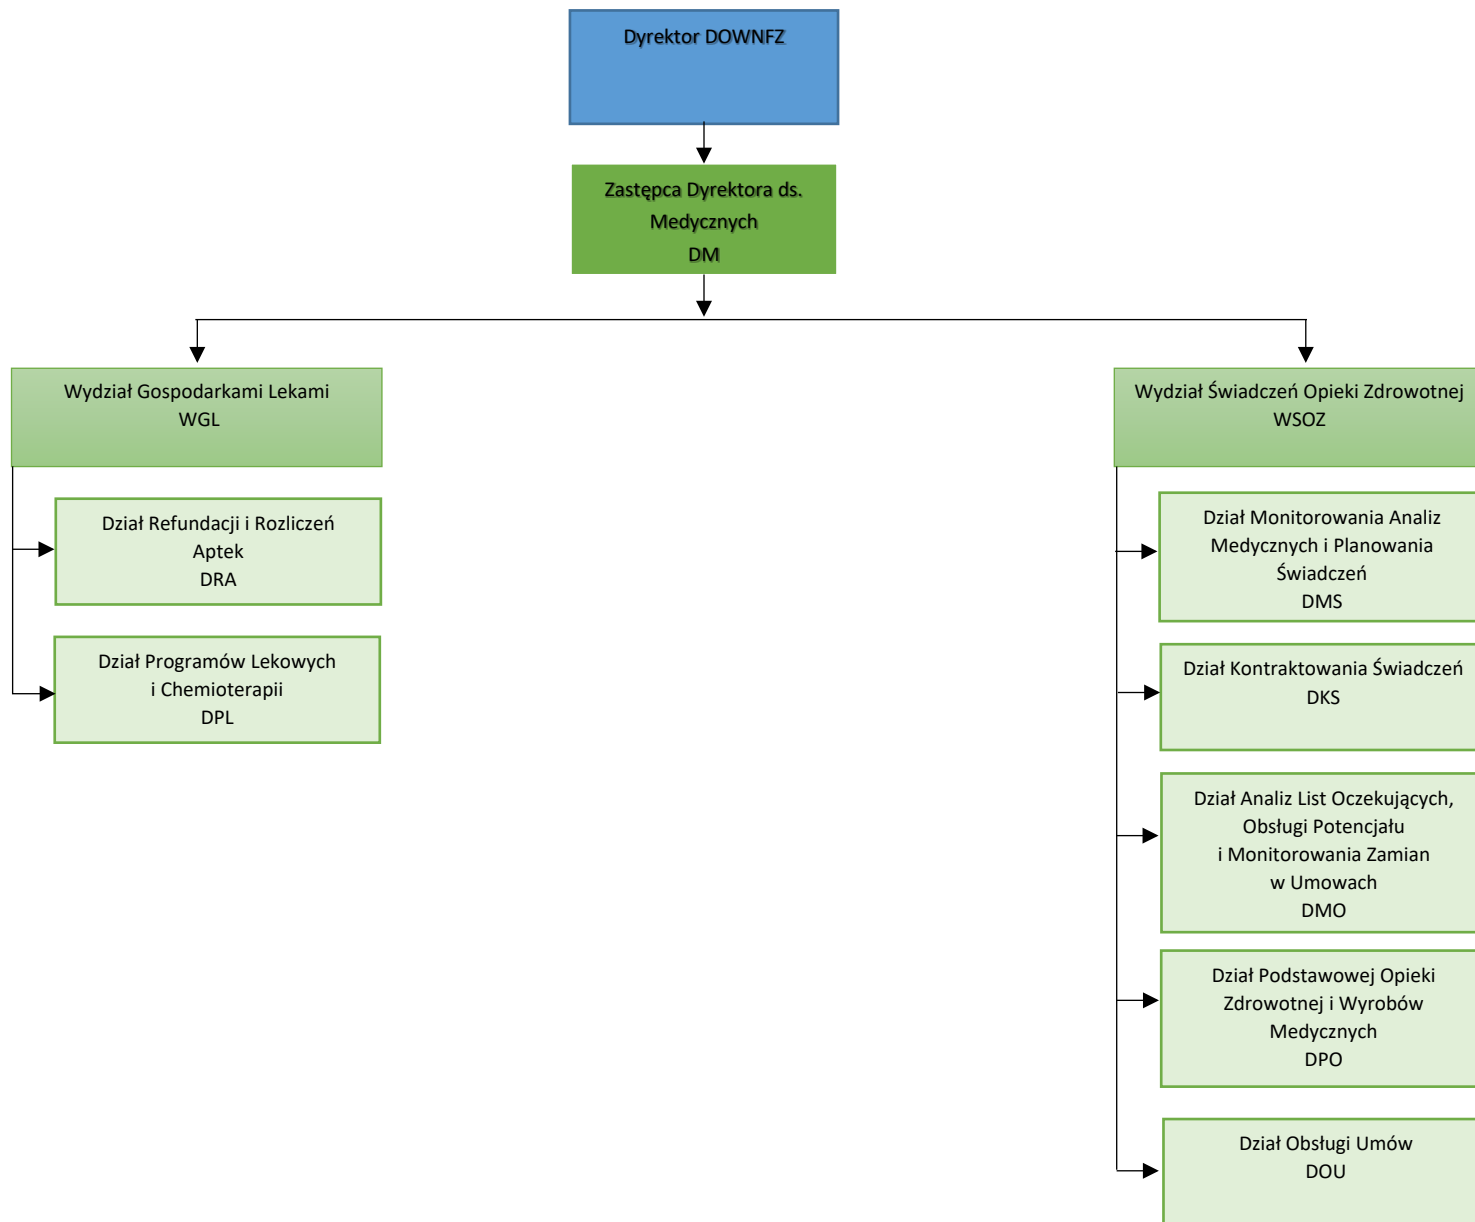 Dyrektor DOWNFZ
Zastępca Dyrektora ds.
Medycznych
DM
Wydział Gospodarkami Lekami
WGL
Dział Refundacji i Rozliczeń
Aptek
DRA
Dział Programów Lekowych
i Chemioterapii
DPL
Wydział Świadczeń Opieki Zdrowotnej
WSOZ
Dział Monitorowania Analiz
Medycznych i Planowania
Świadczeń
DMS
Dział Kontraktowania Świadczeń
DKS
Dział Analiz List Oczekujących,
Obsługi Potencjału
i Monitorowania Zamian
w Umowach
DMO
Dział Podstawowej Opieki
Zdrowotnej i Wyrobów
Medycznych
DPO
Dział Obsługi Umów
DOU